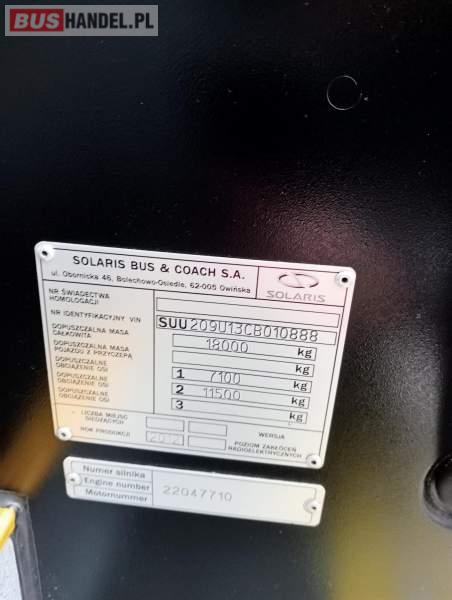 BUSHANDEL.PL
SOLARIS BUS & COACH S.A.
ul. Obornicka 46, Bolechowo-Osiedle, 62-005 Owińska
SOLARIS
NR ŚWIADECTWA HOMOLOGACJI
NR IDENTYFIKACYJNY VIN SUU209U13CB010888
DOPUSZCZALNA MASA CAŁKOWITA 18000 kg
DOPUSZCZALNA MASA POJAZDU Z PRZYCZEPĄ kg
DOPUSZCZALNE OBCIĄŻENIE OSI 1 7100 kg
DOPUSZCZALNE OBCIĄŻENIE OSI 2 11500 kg
DOPUSZCZALNE OBCIĄŻENIE OSI 3 kg
LICZBA MIEJSC SIEDZĄCYCH
WERSJA
ROK PRODUKCJI 2012
POZIOM ZAKŁÓCEŃ RADIOELEKTRYCZNYCH
Numer silnika
Engine number 22047710
Motornummer